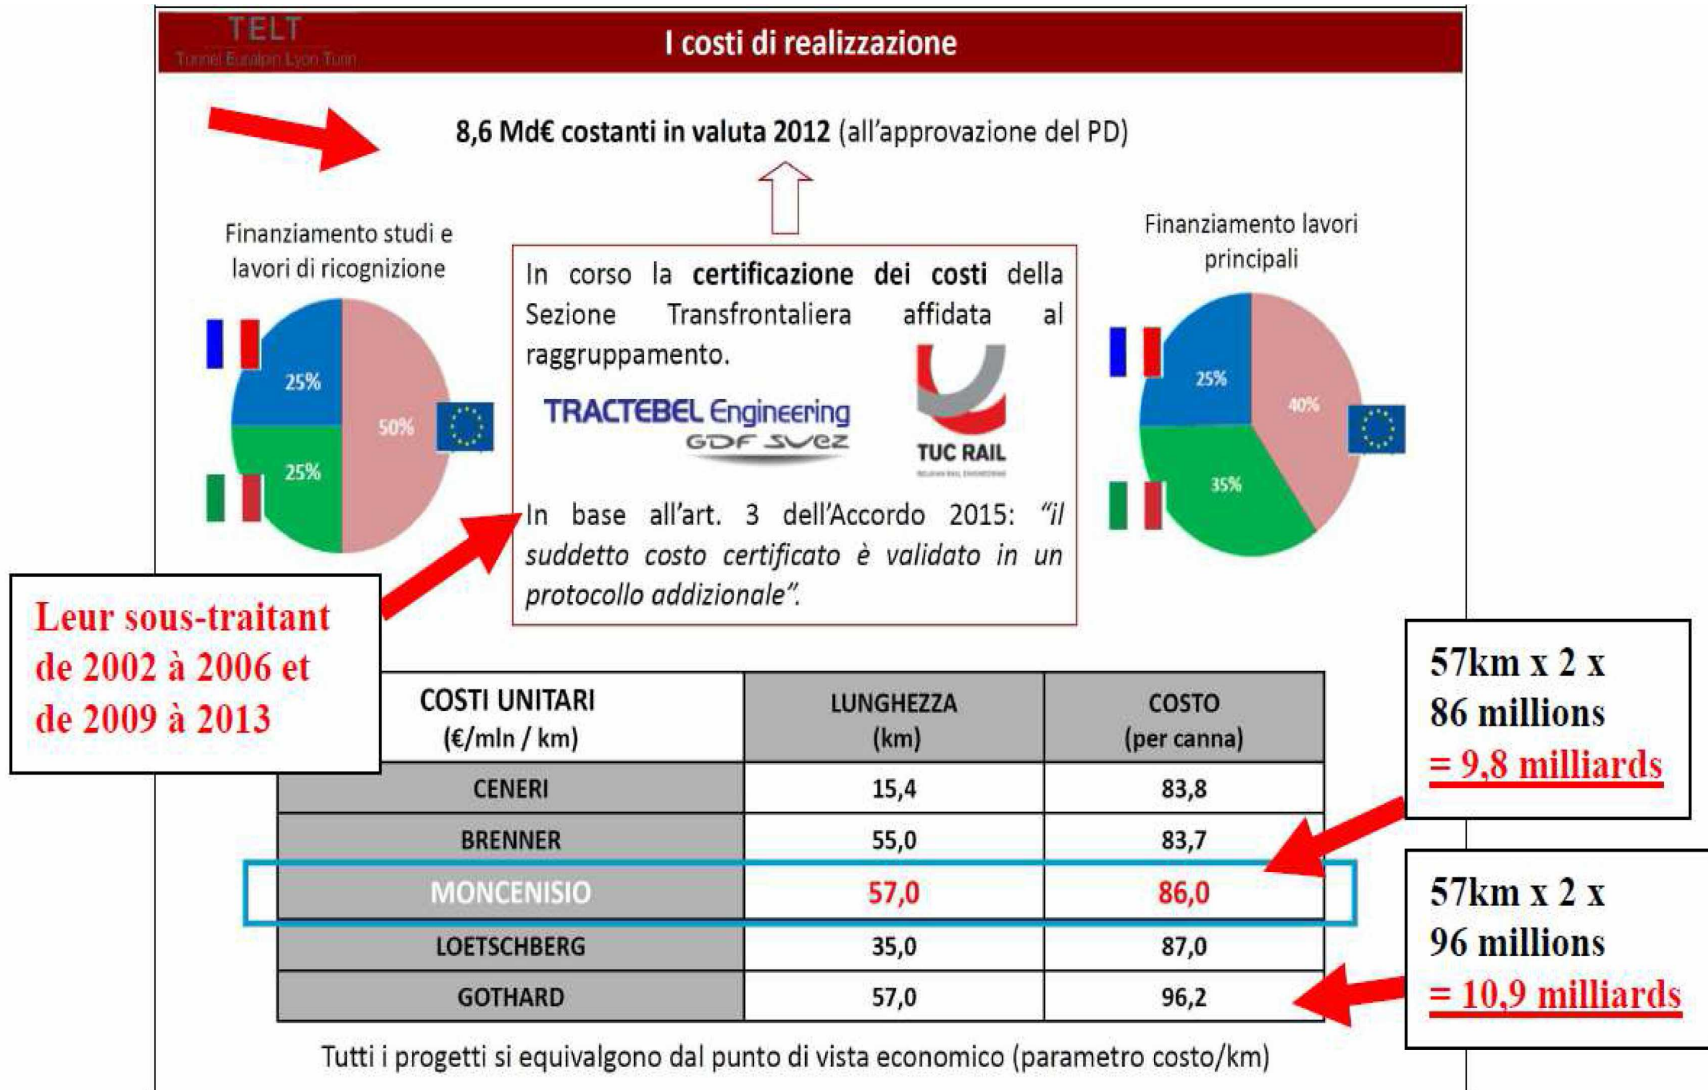 TELT
Tunnel Euralpin Lyon Turin
I costi di realizzazione
8,6 Md€ costanti in valuta 2012 (all'approvazione del PD)
Finanziamento studi e
lavori di ricognizione
25%
50%
25%
In corso la certificazione dei costi della
Sezione Transfrontaliera affidata al
raggruppamento.
TRACTEBEL Engineering
GDF SUEZ
TUC RAIL
BELGIAN RAIL ENGINEERING
In base all'art. 3 dell'Accordo 2015: "il
suddetto costo certificato è validato in un
protocollo addizionale".
Finanziamento lavori
principali
25%
40%
35%
Leur sous-traitant
de 2002 à 2006 et
de 2009 à 2013
COSTI UNITARI LUNGHEZZA COSTO
(€/mln / km) (km) (per canna)
CENERI 15,4 83,8
BRENNER 55,0 83,7
MONCENISIO 57,0 86,0
LOETSCHBERG 35,0 87,0
GOTHARD 57,0 96,2
57km x 2 x
86 millions
= 9,8 milliards
57km x 2 x
96 millions
= 10,9 milliards
Tutti i progetti si equivalgono dal punto di vista economico (parametro costo/km)